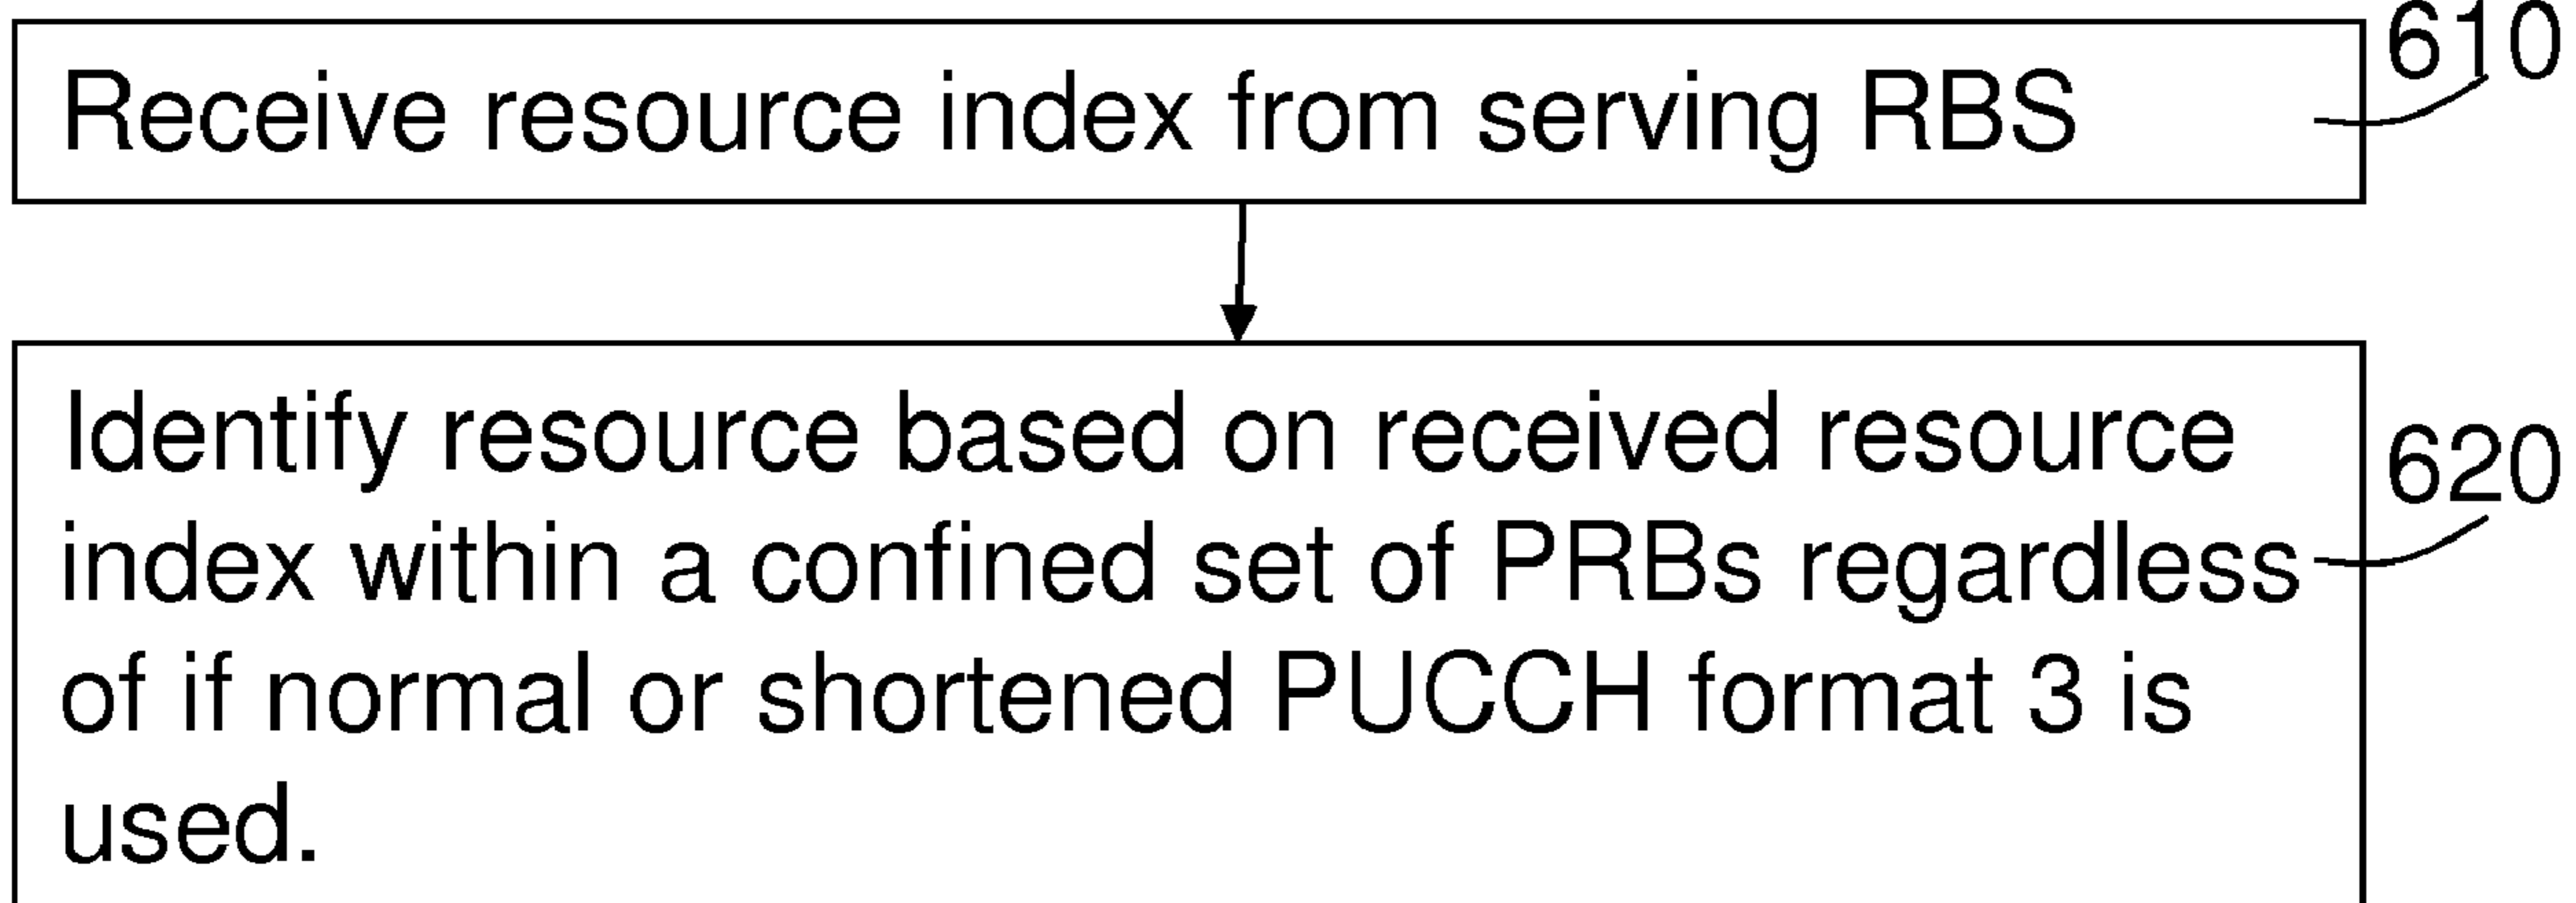 610
Receive resource index from serving RBS
Identify resource based on received resource
620
index within a confined set of PRBs regardless
of if normal or shortened PUCCH format 3 is
used.